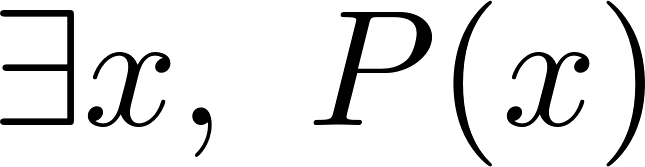 ∃x, P(x)